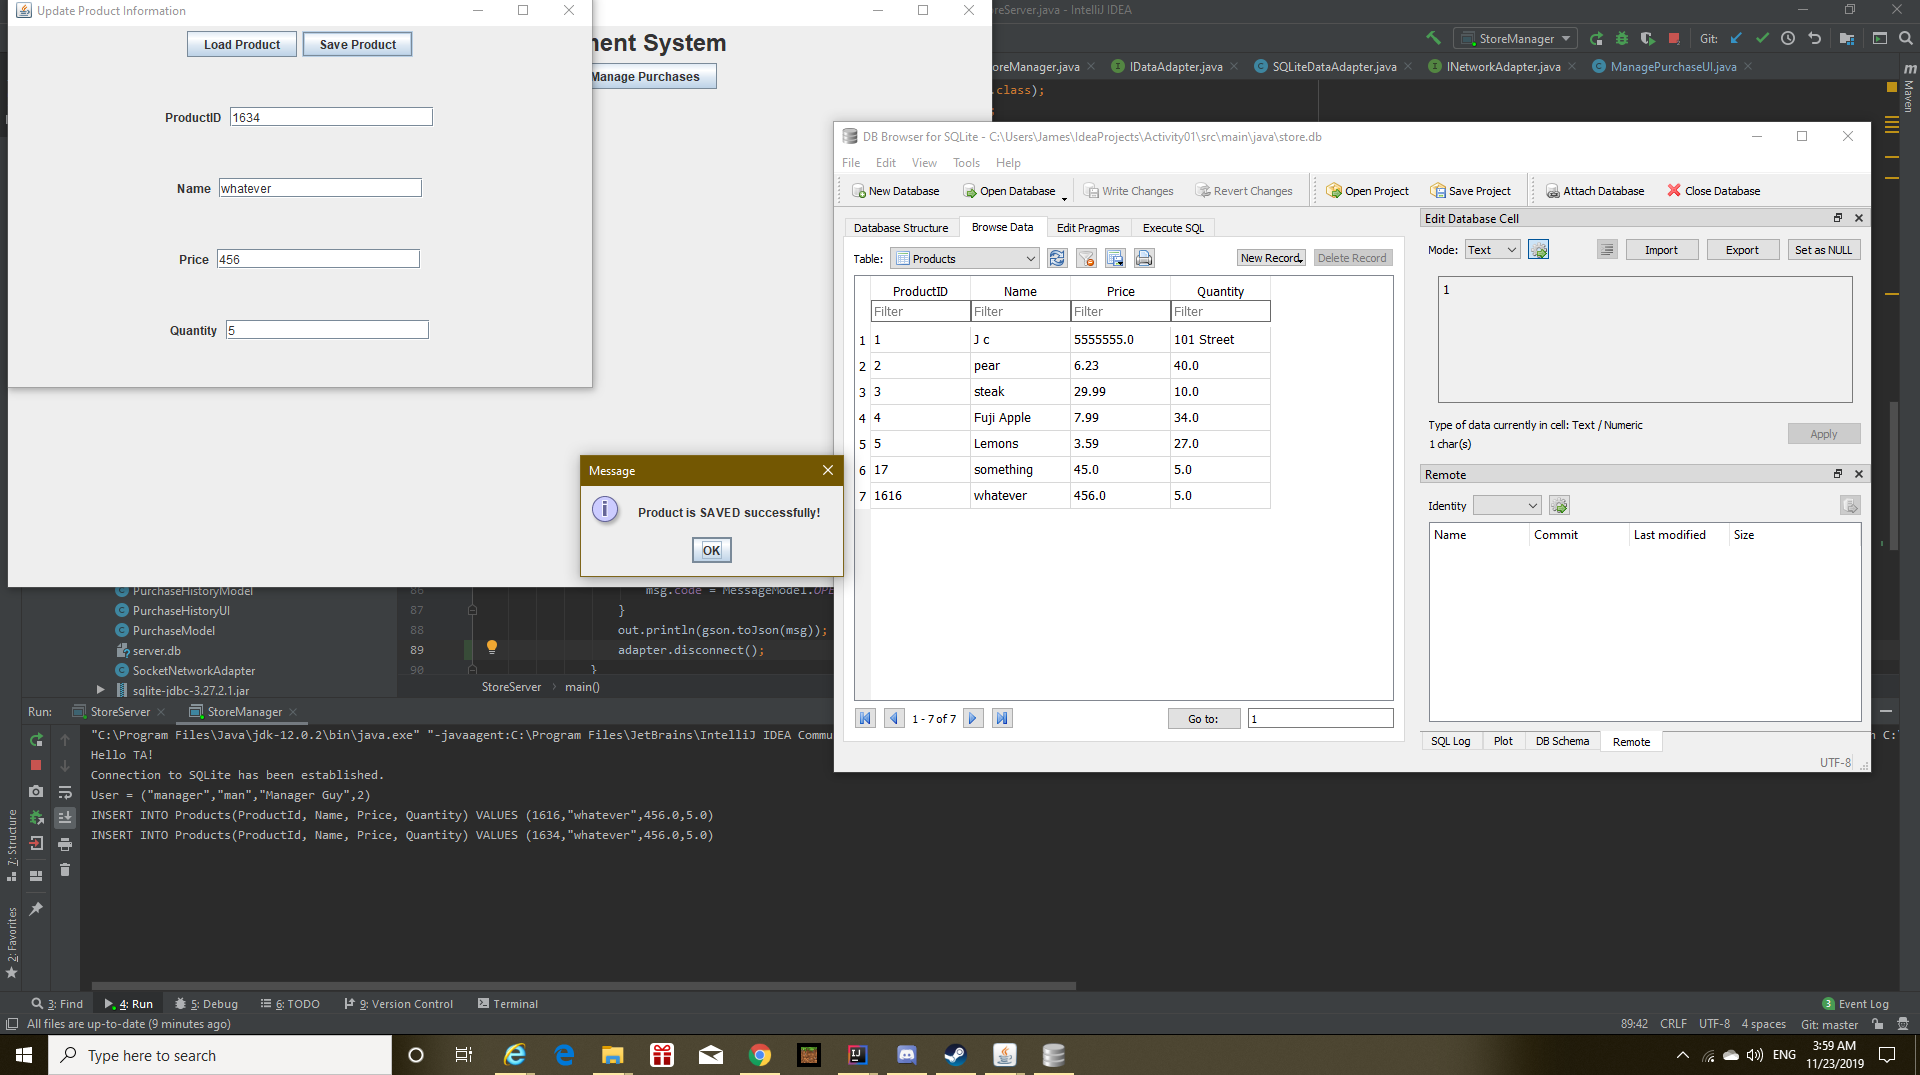 Update Product Information
Load Product
Save Product
ProductID 1634
Name whatever
Price 456
Quantity 5
ment System
Manage Purchases
StoreServer.java - IntelliJ IDEA
StoreManager
Git:
StoreManager.java
IDataAdapter.java
SQLiteDataAdapter.java
INetworkAdapter.java
ManagePurchaseUI.java
.class);
Maven
Message
Product is SAVED successfully!
OK
DB Browser for SQLite - C:\Users\James\IdeaProjects\Activity01\src\main\java\store.db
File Edit View Tools Help
New Database Open Database Write Changes Revert Changes Open Project Save Project Attach Database Close Database
Database Structure Browse Data Edit Pragmas Execute SQL
Table: Products New Record Delete Record
ProductID Name Price Quantity
Filter Filter Filter Filter
1 1 J c 5555555.0 101 Street
2 2 pear 6.23 40.0
3 3 steak 29.99 10.0
4 4 Fuji Apple 7.99 34.0
5 5 Lemons 3.59 27.0
6 17 something 45.0 5.0
7 1616 whatever 456.0 5.0
1 - 7 of 7
Go to: 1
Edit Database Cell
Mode: Text Import Export Set as NULL
1
Type of data currently in cell: Text / Numeric
1 char(s)
Apply
Remote
Identity
Name Commit Last modified Size
SQL Log Plot DB Schema Remote
UTF-8
PurchaseHistoryModel
PurchaseHistoryUI
PurchaseModel
server.db
SocketNetworkAdapter
sqlite-jdbc-3.27.2.1.jar
86 msg.code = MessageModel.OPE
87 }
88 out.println(gson.toJson(msg));
89 adapter.disconnect();
90 }
StoreServer main()
Run: StoreServer StoreManager
"C:\Program Files\Java\jdk-12.0.2\bin\java.exe" "-javaagent:C:\Program Files\JetBrains\IntelliJ IDEA Commu
n C:
Hello TA!
Connection to SQLite has been established.
User = ("manager","man","Manager Guy",2)
INSERT INTO Products(ProductId, Name, Price, Quantity) VALUES (1616,"whatever",456.0,5.0)
INSERT INTO Products(ProductId, Name, Price, Quantity) VALUES (1634,"whatever",456.0,5.0)
7: Structure
2: Favorites
3: Find 4: Run 5: Debug 6: TODO 9: Version Control Terminal
3 Event Log
All files are up-to-date (9 minutes ago)
89:42 CRLF UTF-8 4 spaces Git: master
Type here to search
ENG
3:59 AM
11/23/2019